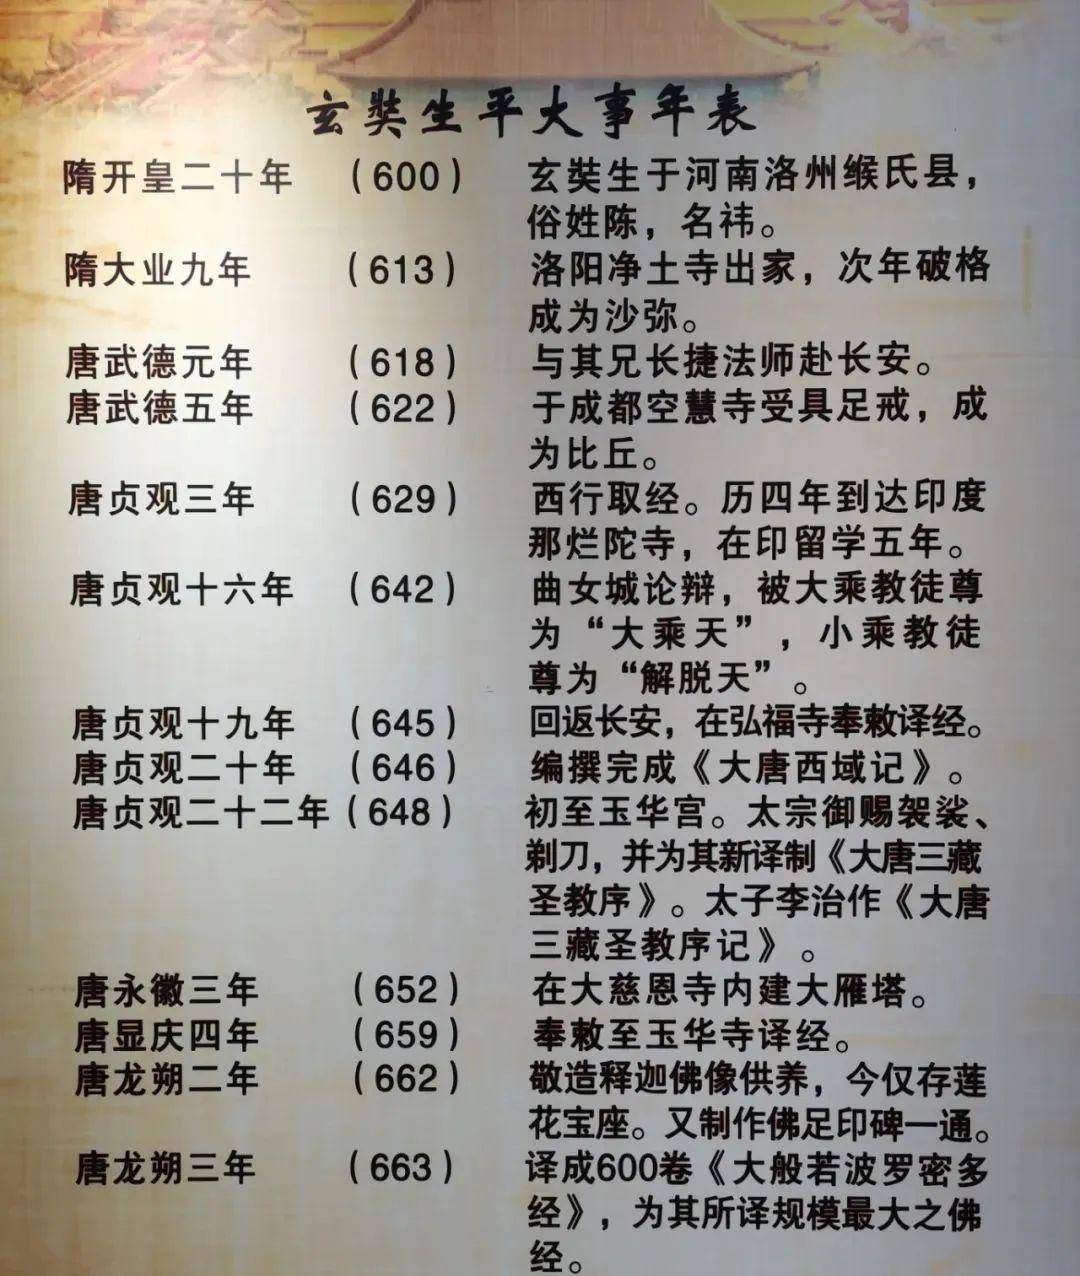 玄奘生平大事年表
隋开皇二十年 （600） 玄奘生于河南洛州缑氏县，
俗姓陈，名祎。
隋大业九年 （613） 洛阳净土寺出家，次年破格
成为沙弥。
唐武德元年 （618） 与其兄长捷法师赴长安。
唐武德五年 （622） 于成都空慧寺受具足戒，成
为比丘。
唐贞观三年 （629） 西行取经。历四年到达印度
那烂陀寺，在印留学五年。
唐贞观十六年 （642） 曲女城论辩，被大乘教徒尊
为“大乘天”，小乘教徒
尊为“解脱天”。
唐贞观十九年 （645） 回返长安，在弘福寺奉敕译经。
唐贞观二十年 （646） 编撰完成《大唐西域记》。
唐贞观二十二年（648） 初至玉华宫。太宗御赐袈裟、
剃刀，并为其新译制《大唐三藏
圣教序》。太子李治作《大唐
三藏圣教序记》。
唐永徽三年 （652） 在大慈恩寺内建大雁塔。
唐显庆四年 （659） 奉敕至玉华寺译经。
唐龙朔二年 （662） 敬造释迦佛像供养，今仅存莲
花宝座。又制作佛足印碑一通。
唐龙朔三年 （663） 译成600卷《大般若波罗密多
经》，为其所译规模最大之佛
经。